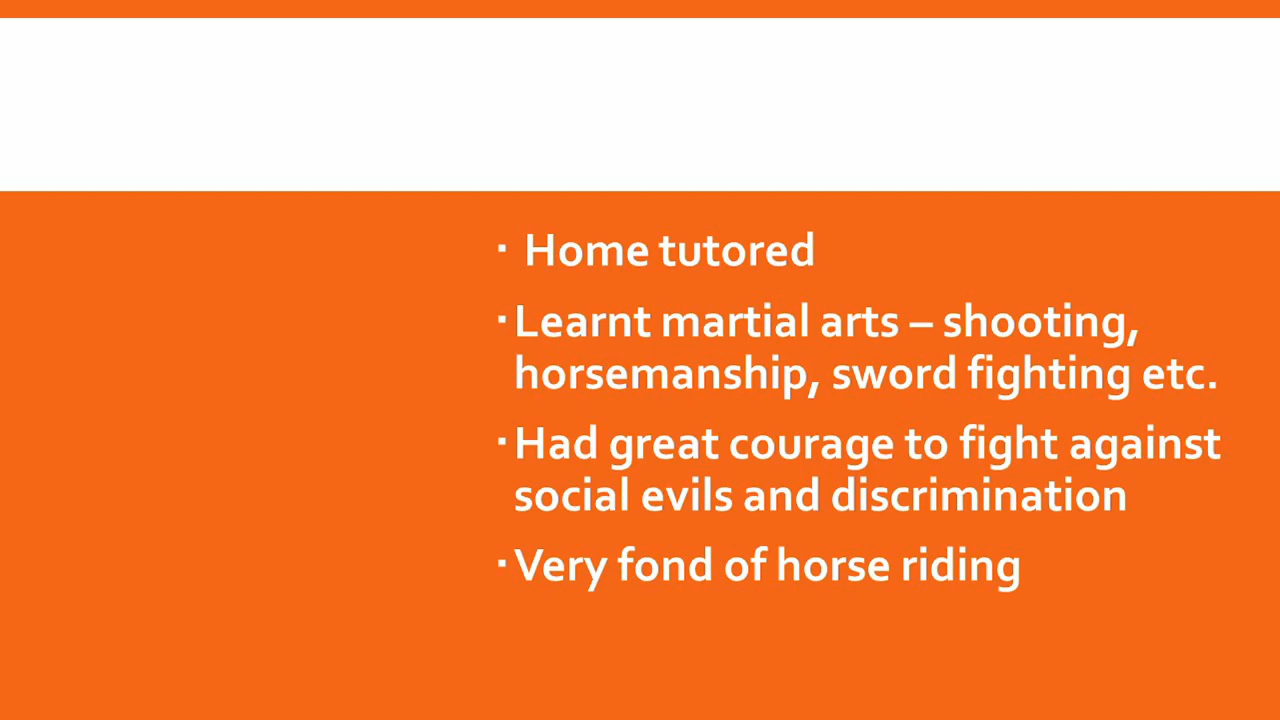 ▪ Home tutored
▪ Learnt martial arts – shooting,
horsemanship, sword fighting etc.
▪ Had great courage to fight against
social evils and discrimination
▪ Very fond of horse riding